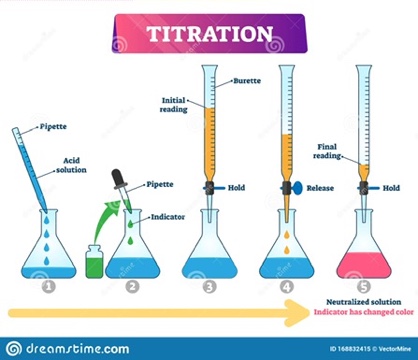 TITRATION
Burette
Initial
reading
Pipette
Acid
solution
Pipette
Indicator
Hold
Release
Final
reading
Hold
1
2
3
4
5
Neutralized solution
Indicator has changed color
dreamstime.com
ID 168832415 © VectorMine